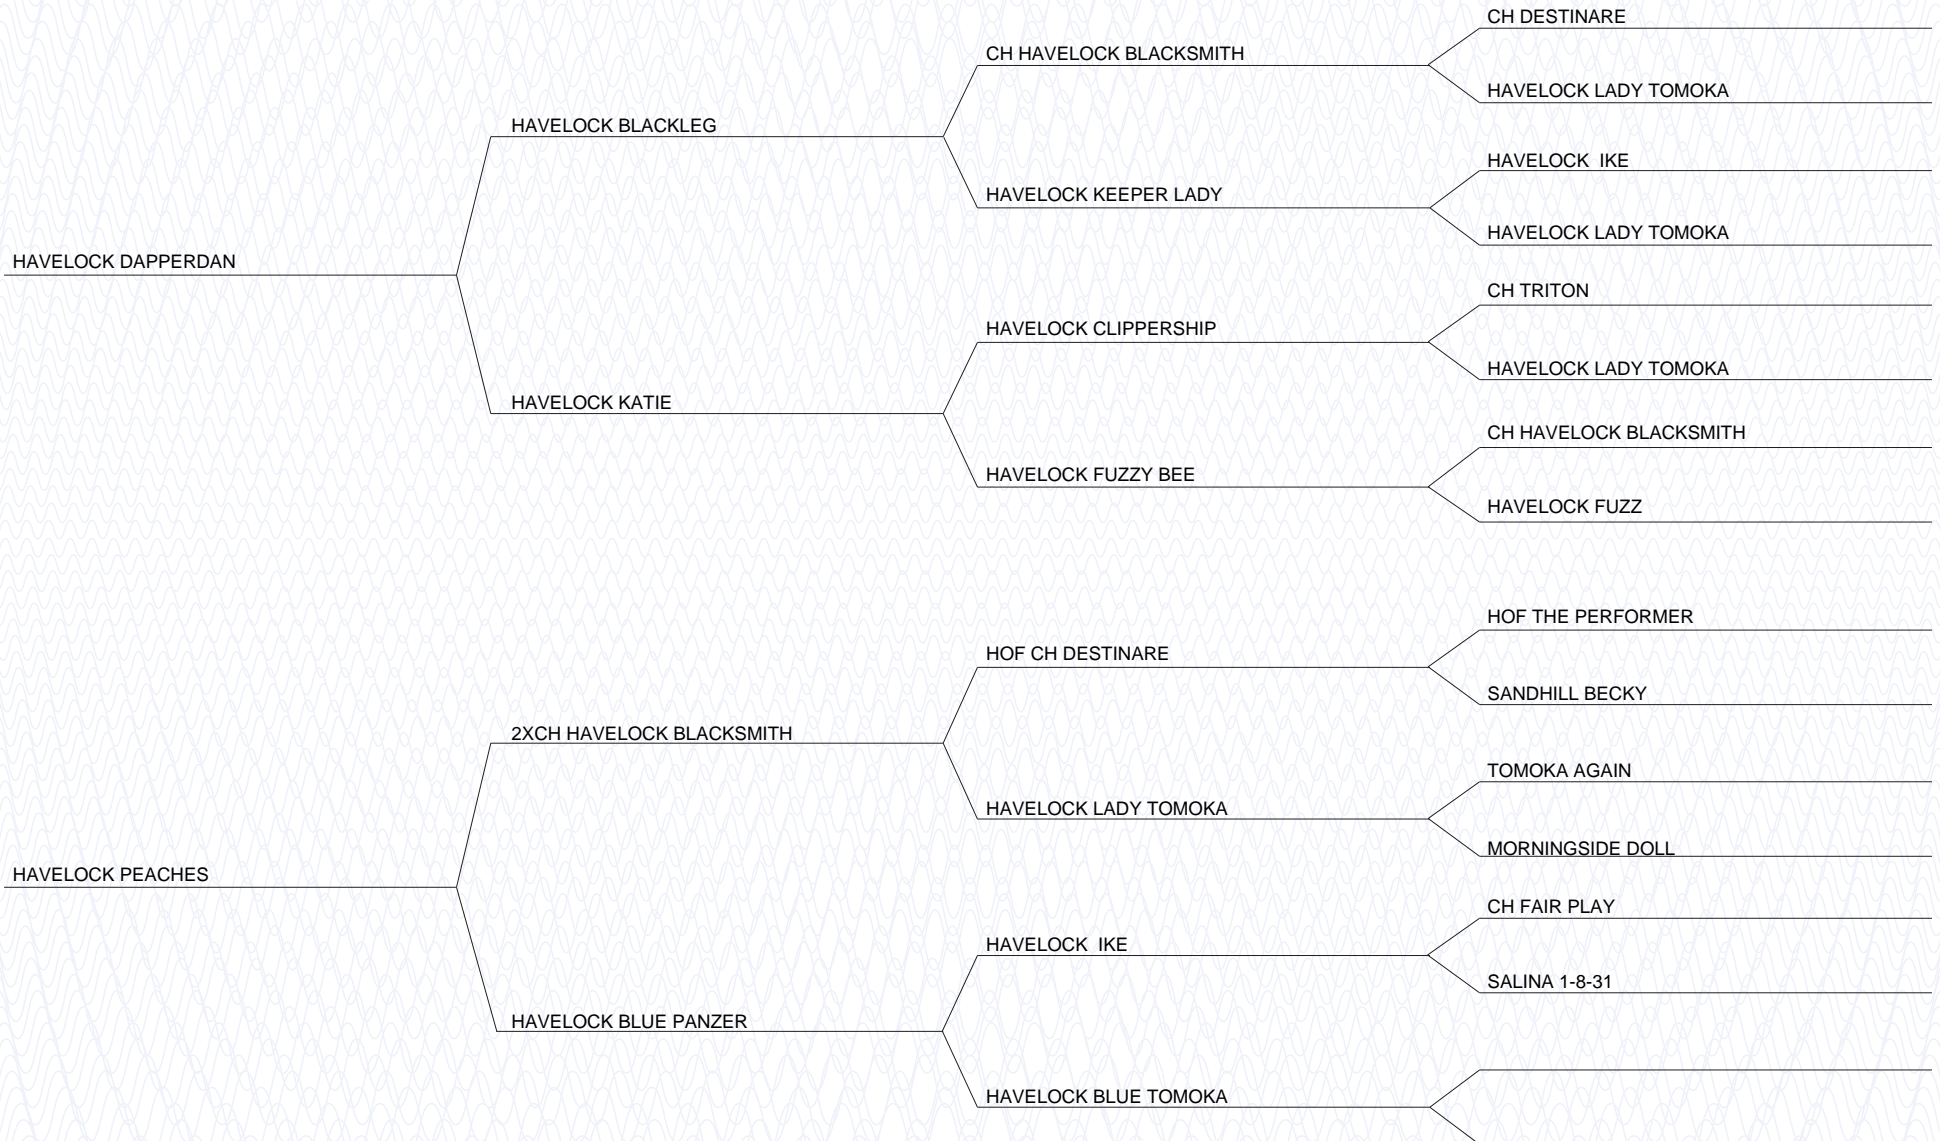 CH DESTINARE
CH HAVELOCK BLACKSMITH
HAVELOCK LADY TOMOKA
HAVELOCK BLACKLEG
HAVELOCK  IKE
HAVELOCK KEEPER LADY
HAVELOCK LADY TOMOKA
HAVELOCK DAPPERDAN
CH TRITON
HAVELOCK CLIPPERSHIP
HAVELOCK LADY TOMOKA
HAVELOCK KATIE
CH HAVELOCK BLACKSMITH
HAVELOCK FUZZY BEE
HAVELOCK FUZZ
HOF THE PERFORMER
HOF CH DESTINARE
SANDHILL BECKY
2XCH HAVELOCK BLACKSMITH
TOMOKA AGAIN
HAVELOCK LADY TOMOKA
MORNINGSIDE DOLL
HAVELOCK PEACHES
CH FAIR PLAY
HAVELOCK  IKE
SALINA 1-8-31
HAVELOCK BLUE PANZER
HAVELOCK BLUE TOMOKA